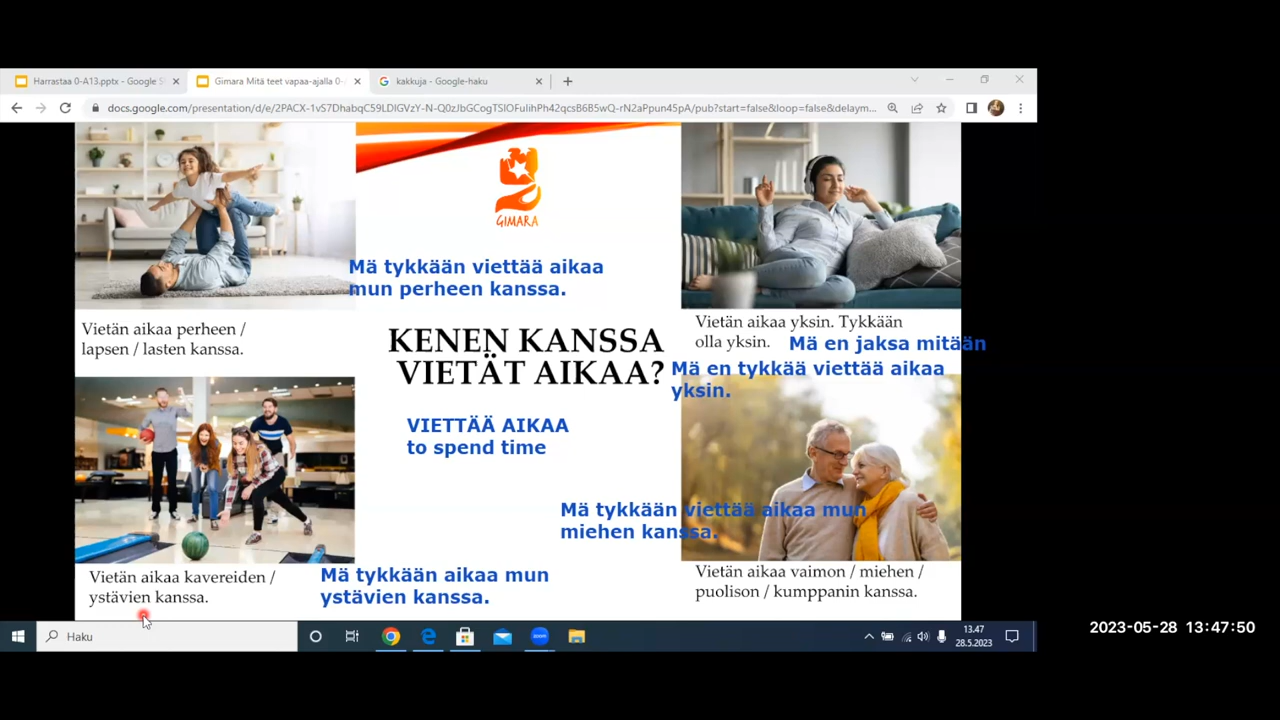 Harrastaa 0-A13.pptx - Google S
Gimara Mitä teet vapaa-ajalla 0-
kakkuja - Google-haku
docs.google.com/presentation/d/e/2PACX-1vS7DhabqC59LDlGVzY-N-Q0zJbGCogTSlOFulihPh42qcsB6B5wQ-rN2aPpun45pA/pub?start=false&loop=false&delaym...
GIMARA
Mä tykkään viettää aikaa
mun perheen kanssa.
Vietän aikaa perheen /
lapsen / lasten kanssa.
KENEN KANSSA
VIETÄT AIKAA?
Vietän aikaa yksin. Tykkään
olla yksin.
Mä en jaksa mitään
Mä en tykkää viettää aikaa
yksin.
VIETTÄÄ AIKAA
to spend time
Mä tykkään viettää aikaa mun
miehen kanssa.
Vietän aikaa kavereiden /
ystävien kanssa.
Mä tykkään aikaa mun
ystävien kanssa.
Vietän aikaa vaimon / miehen /
puolison / kumppanin kanssa.
Haku
zoom
13.47
28.5.2023
2023-05-28 13:47:50